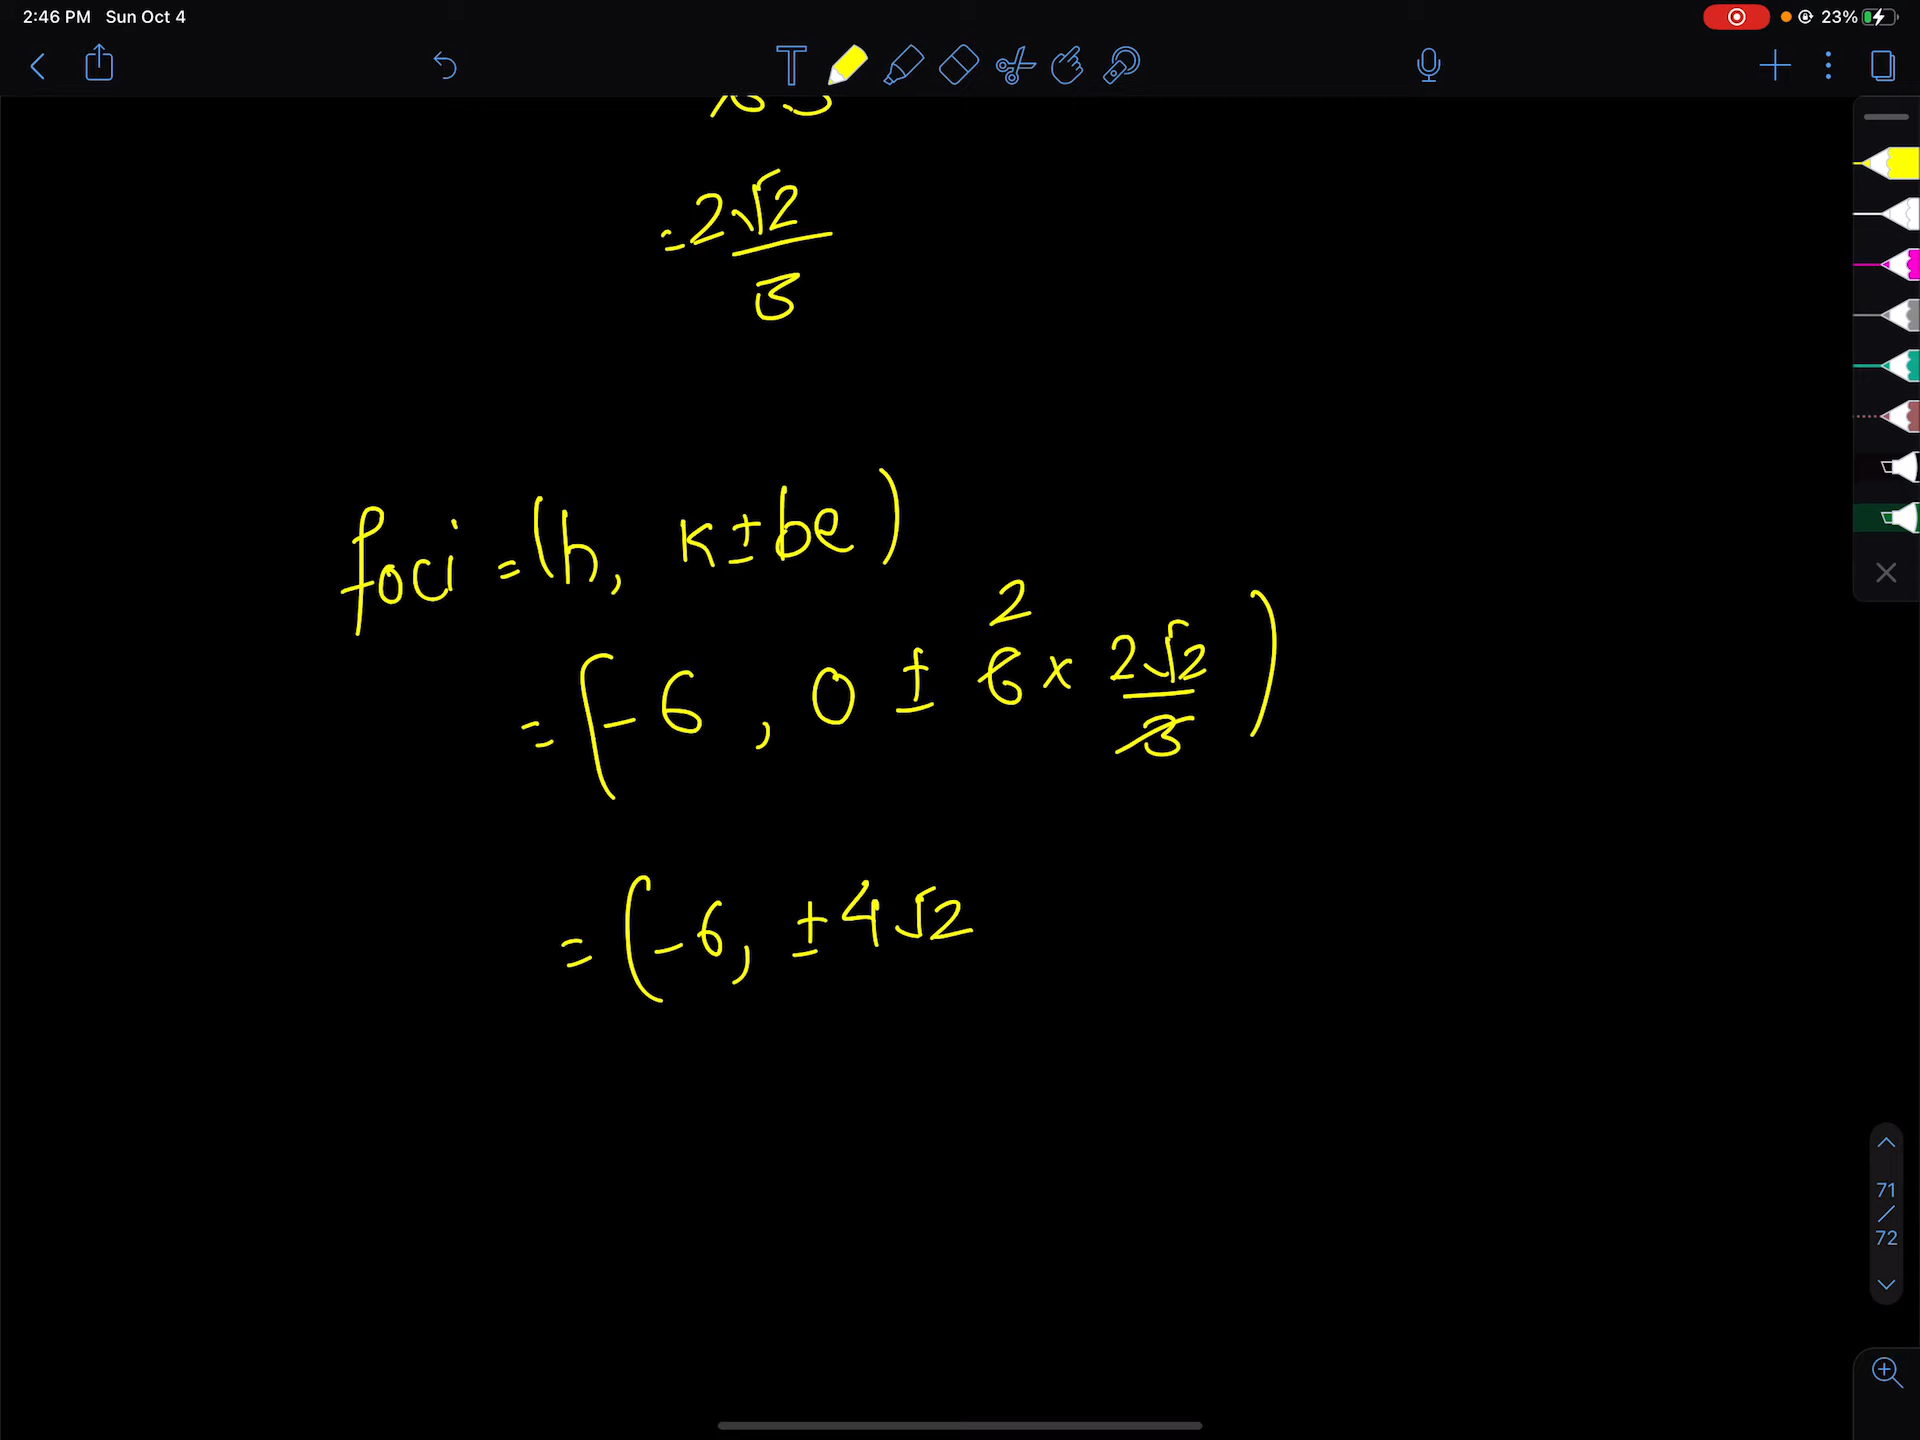 2:46 PM Sun Oct 4
23%
T
= 2√2
3
foci = (h, k ± be)
2
= (-6, 0 ± 6 × 2√2)
3
= (-6, ±4√2
71
/
72